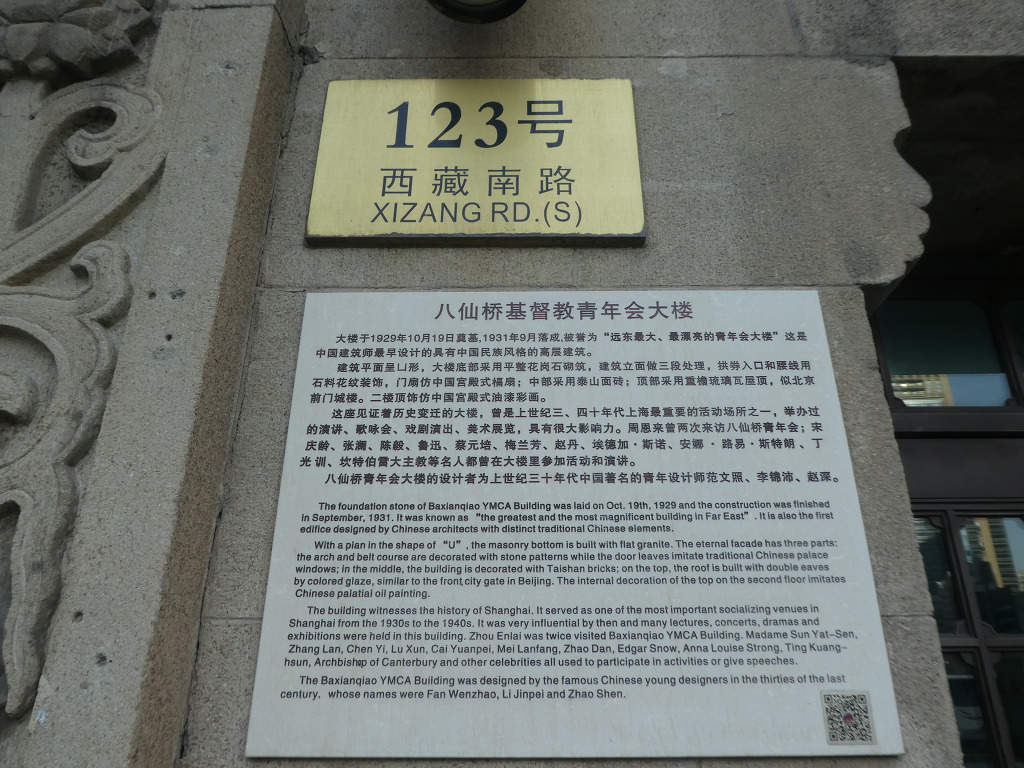 123号
西藏南路
XIZANG RD.(S)
八仙桥基督教青年会大楼
大楼于1929年10月19日奠基,1931年9月落成,被誉为“远东最大、最漂亮的青年会大楼”这是
中国建筑师最早设计的具有中国民族风格的高层建筑。
建筑平面呈凵形，大楼底部采用平整花岗石砌筑，建筑立面做三段处理，拱券入口和腰线用
石料花纹装饰，门扇仿中国宫殿式槅扇；中部采用泰山面砖；顶部采用重檐琉璃瓦屋顶，似北京
前门城楼。二楼顶饰仿中国宫殿式油漆彩画。
这座见证着历史变迁的大楼，曾是上世纪三、四十年代上海最重要的活动场所之一，举办过
的演讲、歌咏会、戏剧演出、美术展览，具有很大影响力。周恩来曾两次来访八仙桥青年会；宋
庆龄、张澜、陈毅、鲁迅、蔡元培、梅兰芳、赵丹、埃德加·斯诺、安娜·路易·斯特朗、丁
光训、坎特伯雷大主教等名人都曾在大楼里参加活动和演讲。
八仙桥青年会大楼的设计者为上世纪三十年代中国著名的青年设计师范文照、李锦沛、赵深。
The foundation stone of Baxianqiao YMCA Building was laid on Oct. 19th, 1929 and the construction was finished
in September, 1931. It was known as “the greatest and the most magnificent building in Far East”. It is also the first
edifice designed by Chinese architects with distinct traditional Chinese elements.
With a plan in the shape of “U”, the masonry bottom is built with flat granite. The eternal facade has three parts:
the arch and belt course are decorated with stone patterns while the door leaves imitate traditional Chinese palace
windows; in the middle, the building is decorated with Taishan bricks; on the top, the roof is built with double eaves
by colored glaze, similar to the front city gate in Beijing. The internal decoration of the top on the second floor imitates
Chinese palatial oil painting.
The building witnesses the history of Shanghai. It served as one of the most important socializing venues in
Shanghai from the 1930s to the 1940s. It was very influential by then and many lectures, concerts, dramas and
exhibitions were held in this building. Zhou Enlai was twice visited Baxianqiao YMCA Building. Madame Sun Yat-Sen,
Zhang Lan, Chen Yi, Lu Xun, Cai Yuanpei, Mei Lanfang, Zhao Dan, Edgar Snow, Anna Louise Strong, Ting Kuang-
hsun, Archbishop of Canterbury and other celebrities all used to participate in activities or give speeches.
The Baxianqiao YMCA Building was designed by the famous Chinese young designers in the thirties of the last
century, whose names were Fan Wenzhao, Li Jinpei and Zhao Shen.